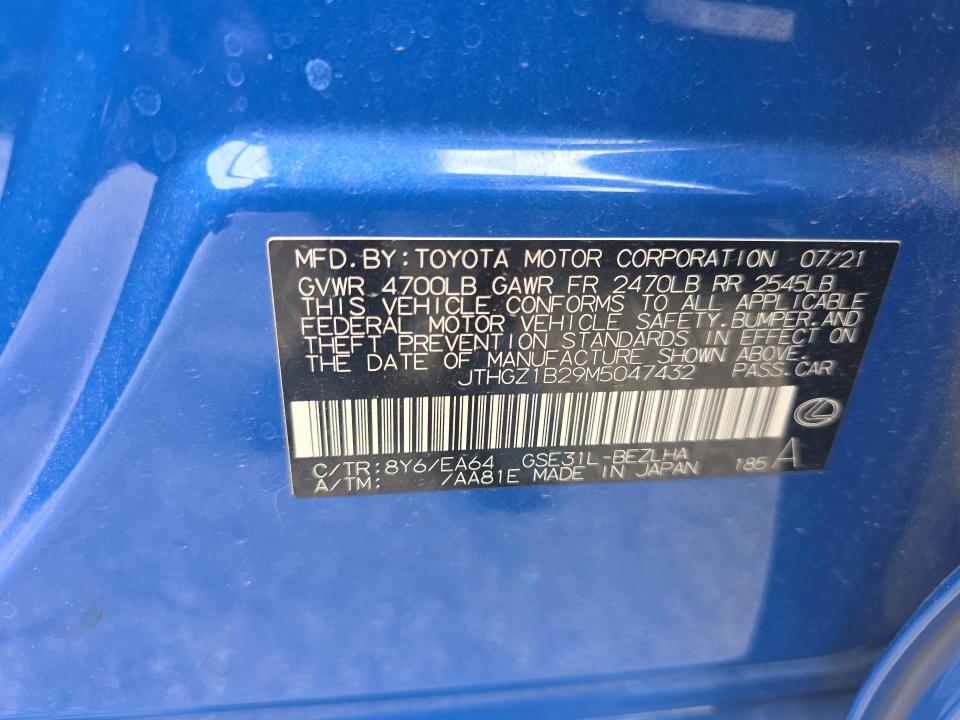 MFD. BY: TOYOTA MOTOR CORPORATION 07/21
GVWR 4700LB GAWR FR 2470LB RR 2545LB
THIS VEHICLE CONFORMS TO ALL APPLICABLE
FEDERAL MOTOR VEHICLE SAFETY, BUMPER, AND
THEFT PREVENTION STANDARDS IN EFFECT ON
THE DATE OF MANUFACTURE SHOWN ABOVE.
JTHGZ1B29M5047432 PASS. CAR
C/TR: 8Y6/EA64 GSE31L-BEZLHA
A/TM: /AA81E MADE IN JAPAN 185 A